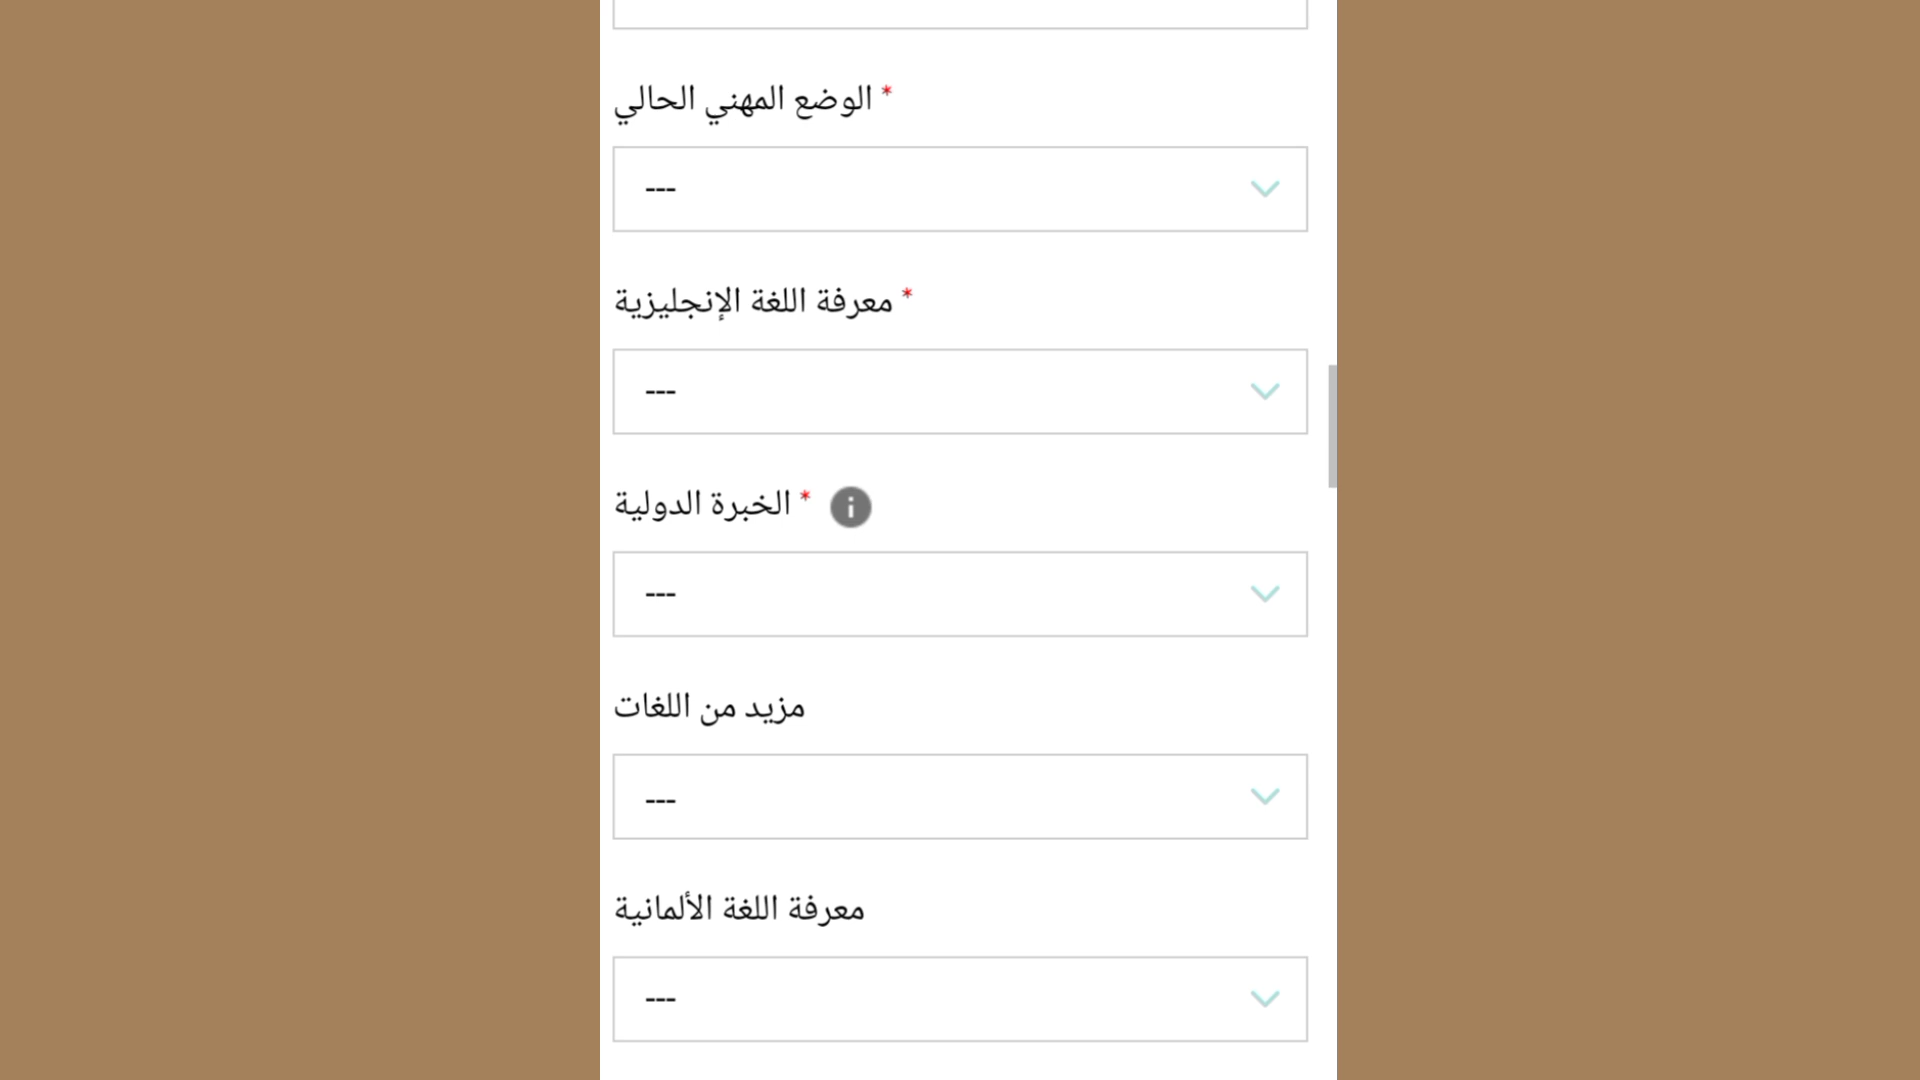 الوضع المهني الحالي *
---
معرفة اللغة الإنجليزية *
---
الخبرة الدولية * i
---
مزيد من اللغات
---
معرفة اللغة الألمانية
---